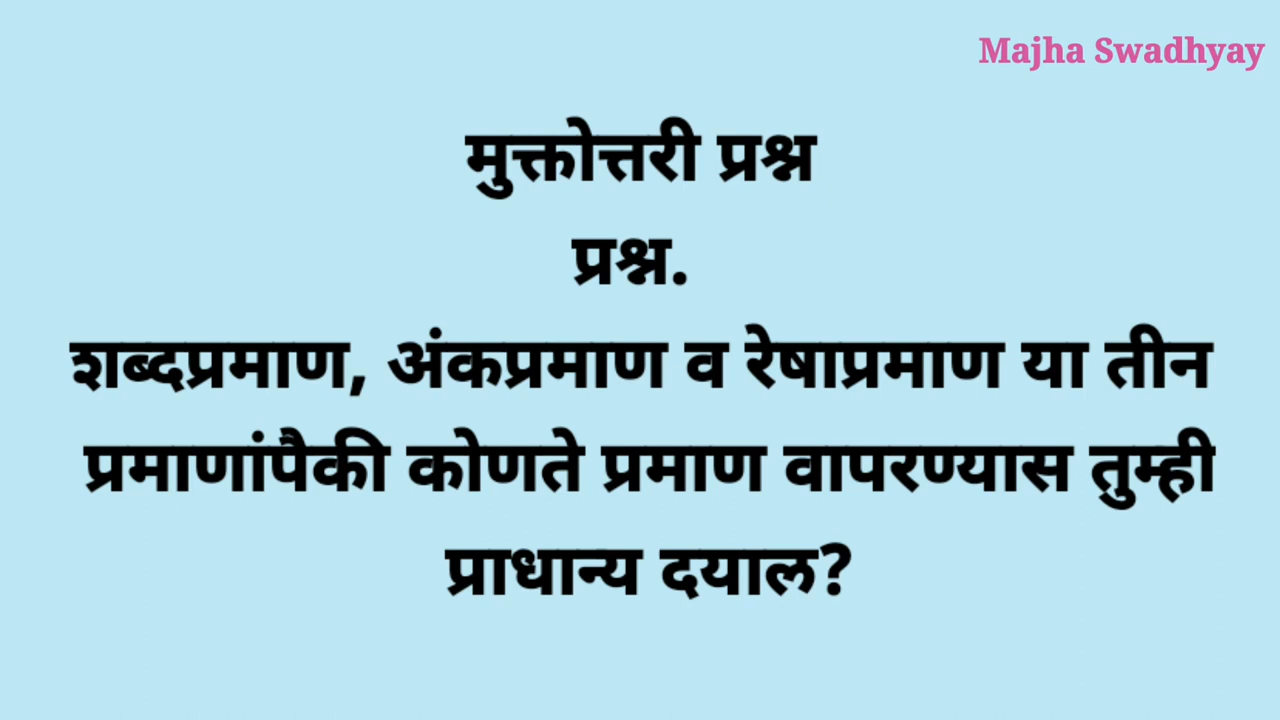 Majha Swadhyay
मुक्तोत्तरी प्रश्न
प्रश्न.
शब्दप्रमाण, अंकप्रमाण व रेषाप्रमाण या तीन
प्रमाणांपैकी कोणते प्रमाण वापरण्यास तुम्ही
प्राधान्य दयाल?